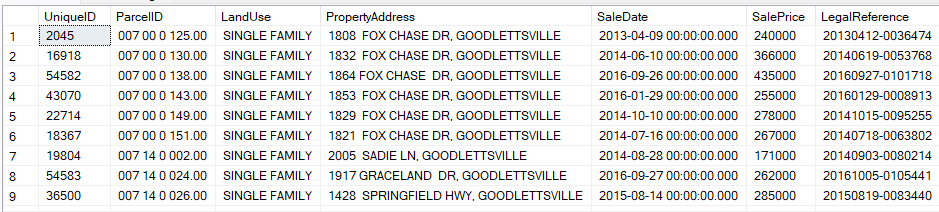 UniqueID ParcelID LandUse PropertyAddress SaleDate SalePrice LegalReference
1 2045 007 00 0 125.00 SINGLE FAMILY 1808  FOX CHASE DR, GOODLETTSVILLE 2013-04-09 00:00:00.000 240000 20130412-0036474
2 16918 007 00 0 130.00 SINGLE FAMILY 1832  FOX CHASE DR, GOODLETTSVILLE 2014-06-10 00:00:00.000 366000 20140619-0053768
3 54582 007 00 0 138.00 SINGLE FAMILY 1864 FOX CHASE  DR, GOODLETTSVILLE 2016-09-26 00:00:00.000 435000 20160927-0101718
4 43070 007 00 0 143.00 SINGLE FAMILY 1853  FOX CHASE DR, GOODLETTSVILLE 2016-01-29 00:00:00.000 255000 20160129-0008913
5 22714 007 00 0 149.00 SINGLE FAMILY 1829  FOX CHASE DR, GOODLETTSVILLE 2014-10-10 00:00:00.000 278000 20141015-0095255
6 18367 007 00 0 151.00 SINGLE FAMILY 1821  FOX CHASE DR, GOODLETTSVILLE 2014-07-16 00:00:00.000 267000 20140718-0063802
7 19804 007 14 0 002.00 SINGLE FAMILY 2005  SADIE LN, GOODLETTSVILLE 2014-08-28 00:00:00.000 171000 20140903-0080214
8 54583 007 14 0 024.00 SINGLE FAMILY 1917 GRACELAND  DR, GOODLETTSVILLE 2016-09-27 00:00:00.000 262000 20161005-0105441
9 36500 007 14 0 026.00 SINGLE FAMILY 1428  SPRINGFIELD HWY, GOODLETTSVILLE 2015-08-14 00:00:00.000 285000 20150819-0083440